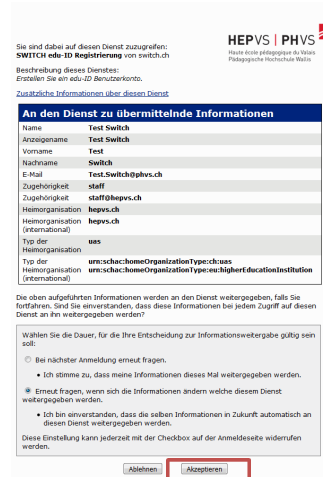 HEPVS | PHVS
Haute école pédagogique du Valais
Pädagogische Hochschule Wallis
Sie sind dabei auf diesen Dienst zuzugreifen:
SWITCH edu-ID Registrierung von switch.ch
Beschreibung dieses Dienstes:
Erstellen Sie ein edu-ID Benutzerkonto.
Zusätzliche Informationen über diesen Dienst
An den Dienst zu übermittelnde Informationen
Name Test Switch
Anzeigename Test Switch
Vorname Test
Nachname Switch
E-Mail Test.Switch@phvs.ch
Zugehörigkeit staff
Zugehörigkeit staff@hepvs.ch
Heimorganisation hepvs.ch
Heimorganisation hepvs.ch
(international)
Typ der uas
Heimorganisation
Typ der urn:schac:homeOrganizationType:ch:uas
Heimorganisation urn:schac:homeOrganizationType:eu:higherEducationInstitution
(international)
Die oben aufgeführten Informationen werden an den Dienst weitergegeben, falls Sie
fortfahren. Sind Sie einverstanden, dass diese Informationen bei jedem Zugriff auf diesen
Dienst an ihn weitergegeben werden?
Wählen Sie die Dauer, für die Ihre Entscheidung zur Informationsweitergabe gültig sein
soll:
Bei nächster Anmeldung erneut fragen.
• Ich stimme zu, dass meine Informationen dieses Mal weitergegeben werden.
Erneut fragen, wenn sich die Informationen ändern welche diesem Dienst
weitergegeben werden.
• Ich bin einverstanden, dass die selben Informationen in Zukunft automatisch an
diesen Dienst weitergegeben werden.
Diese Einstellung kann jederzeit mit der Checkbox auf der Anmeldeseite widerrufen
werden.
Ablehnen Akzeptieren